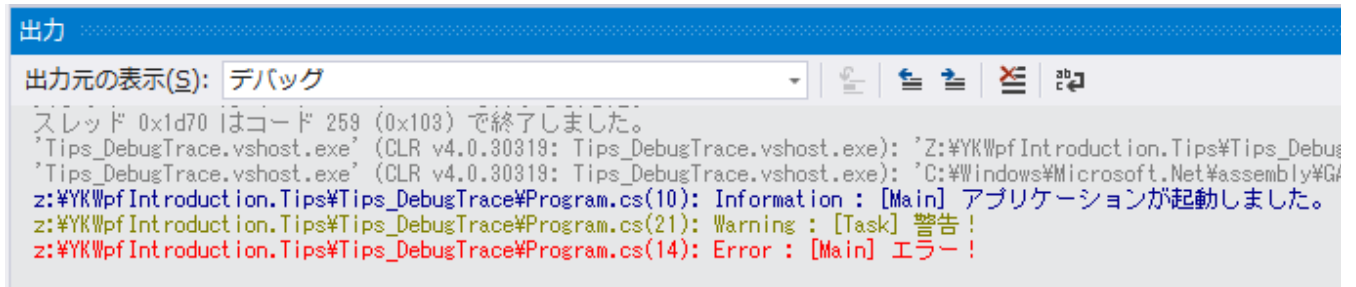 出力
出力元の表示(S): デバッグ
スレッド 0x1d70 はコード 259 (0x103) で終了しました。
'Tips_DebugTrace.vshost.exe' (CLR v4.0.30319: Tips_DebugTrace.vshost.exe): 'Z:¥YKWpfIntroduction.Tips¥Tips_Debug
'Tips_DebugTrace.vshost.exe' (CLR v4.0.30319: Tips_DebugTrace.vshost.exe): 'C:¥Windows¥Microsoft.Net¥assembly¥GA
z:¥YKWpfIntroduction.Tips¥Tips_DebugTrace¥Program.cs(10): Information : [Main] アプリケーションが起動しました。
z:¥YKWpfIntroduction.Tips¥Tips_DebugTrace¥Program.cs(21): Warning : [Task] 警告！
z:¥YKWpfIntroduction.Tips¥Tips_DebugTrace¥Program.cs(14): Error : [Main] エラー！